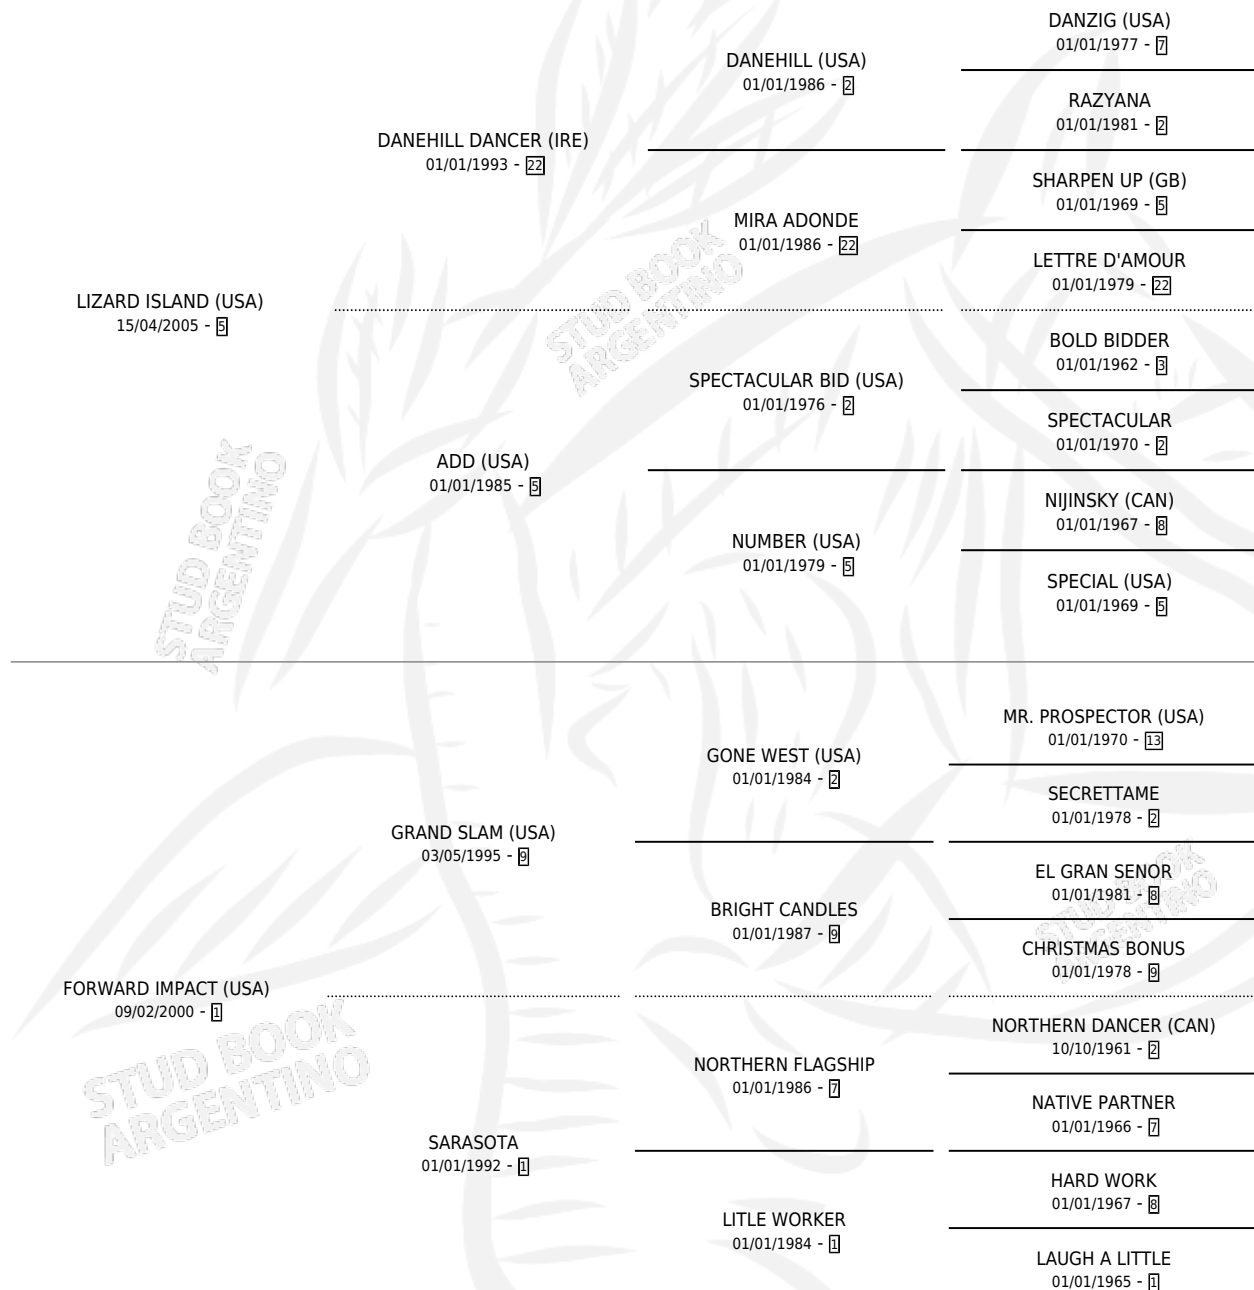 DANZIG (USA)
01/01/1977 - 7
DANEHILL (USA)
01/01/1986 - 2
RAZYANA
01/01/1981 - 2
DANEHILL DANCER (IRE)
01/01/1993 - 22
SHARPEN UP (GB)
01/01/1969 - 5
MIRA ADONDE
01/01/1986 - 22
LETTRE D'AMOUR
01/01/1979 - 22
LIZARD ISLAND (USA)
15/04/2005 - 5
STUD BOOK
ARGENTINO
BOLD BIDDER
01/01/1962 - 3
SPECTACULAR BID (USA)
01/01/1976 - 2
SPECTACULAR
01/01/1970 - 2
ADD (USA)
01/01/1985 - 5
NIJINSKY (CAN)
01/01/1967 - 8
NUMBER (USA)
01/01/1979 - 5
SPECIAL (USA)
01/01/1969 - 5
STUD BOOK
ARGENTINO
MR. PROSPECTOR (USA)
01/01/1970 - 13
GONE WEST (USA)
01/01/1984 - 2
SECRETTAME
01/01/1978 - 2
GRAND SLAM (USA)
03/05/1995 - 9
EL GRAN SENOR
01/01/1981 - 8
BRIGHT CANDLES
01/01/1987 - 9
STUD BOOK
ARGENTINO
CHRISTMAS BONUS
01/01/1978 - 9
FORWARD IMPACT (USA)
09/02/2000 - 1
STUD BOOK
ARGENTINO
NORTHERN DANCER (CAN)
10/10/1961 - 2
NORTHERN FLAGSHIP
01/01/1986 - 7
NATIVE PARTNER
01/01/1966 - 7
SARASOTA
01/01/1992 - 1
HARD WORK
01/01/1967 - 8
LITLE WORKER
01/01/1984 - 1
LAUGH A LITTLE
01/01/1965 - 1